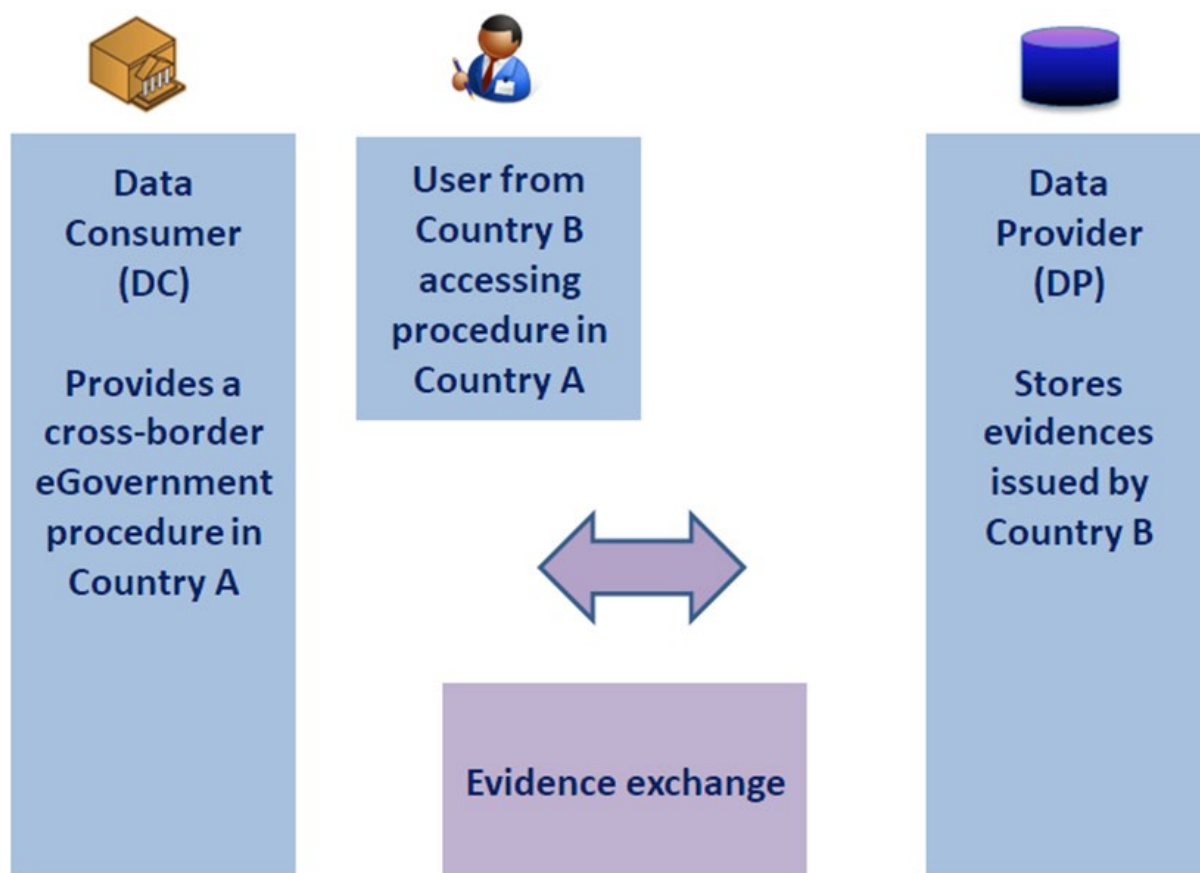 Data
Consumer
(DC)
Provides a
cross-border
eGovernment
procedure in
Country A
User from
Country B
accessing
procedure in
Country A
Data
Provider
(DP)
Stores
evidences
issued by
Country B
Evidence exchange